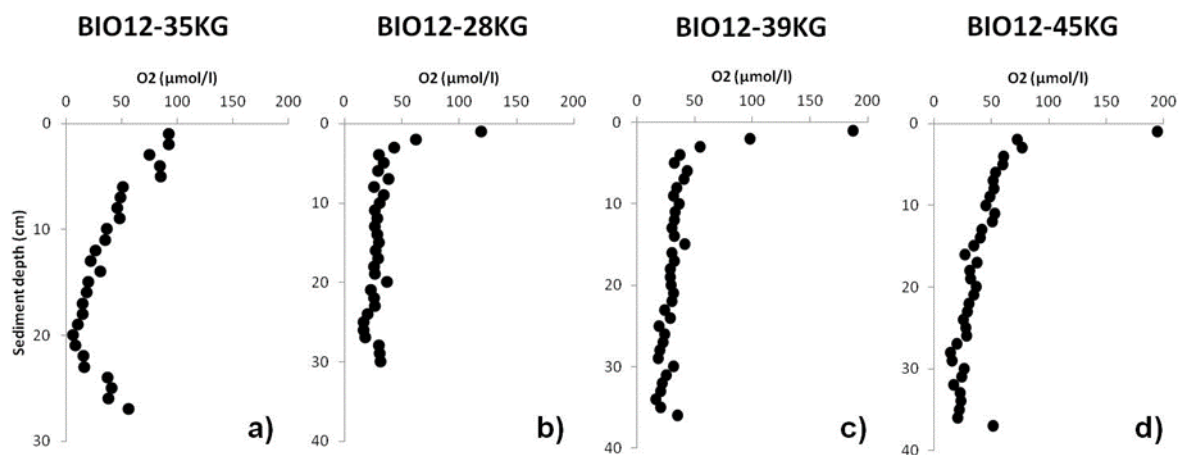 BIO12-35KG BIO12-28KG BIO12-39KG BIO12-45KG
O2 (µmol/l) O2 (µmol/l) O2 (µmol/l) O2 (µmol/l)
0 50 100 150 200 0 50 100 150 200 0 50 100 150 200 0 50 100 150 200
0 0 0 0
10 10 10 10
Sediment depth (cm)
20 20 20 20
30 30 30
30 40 40 40
a) b) c) d)